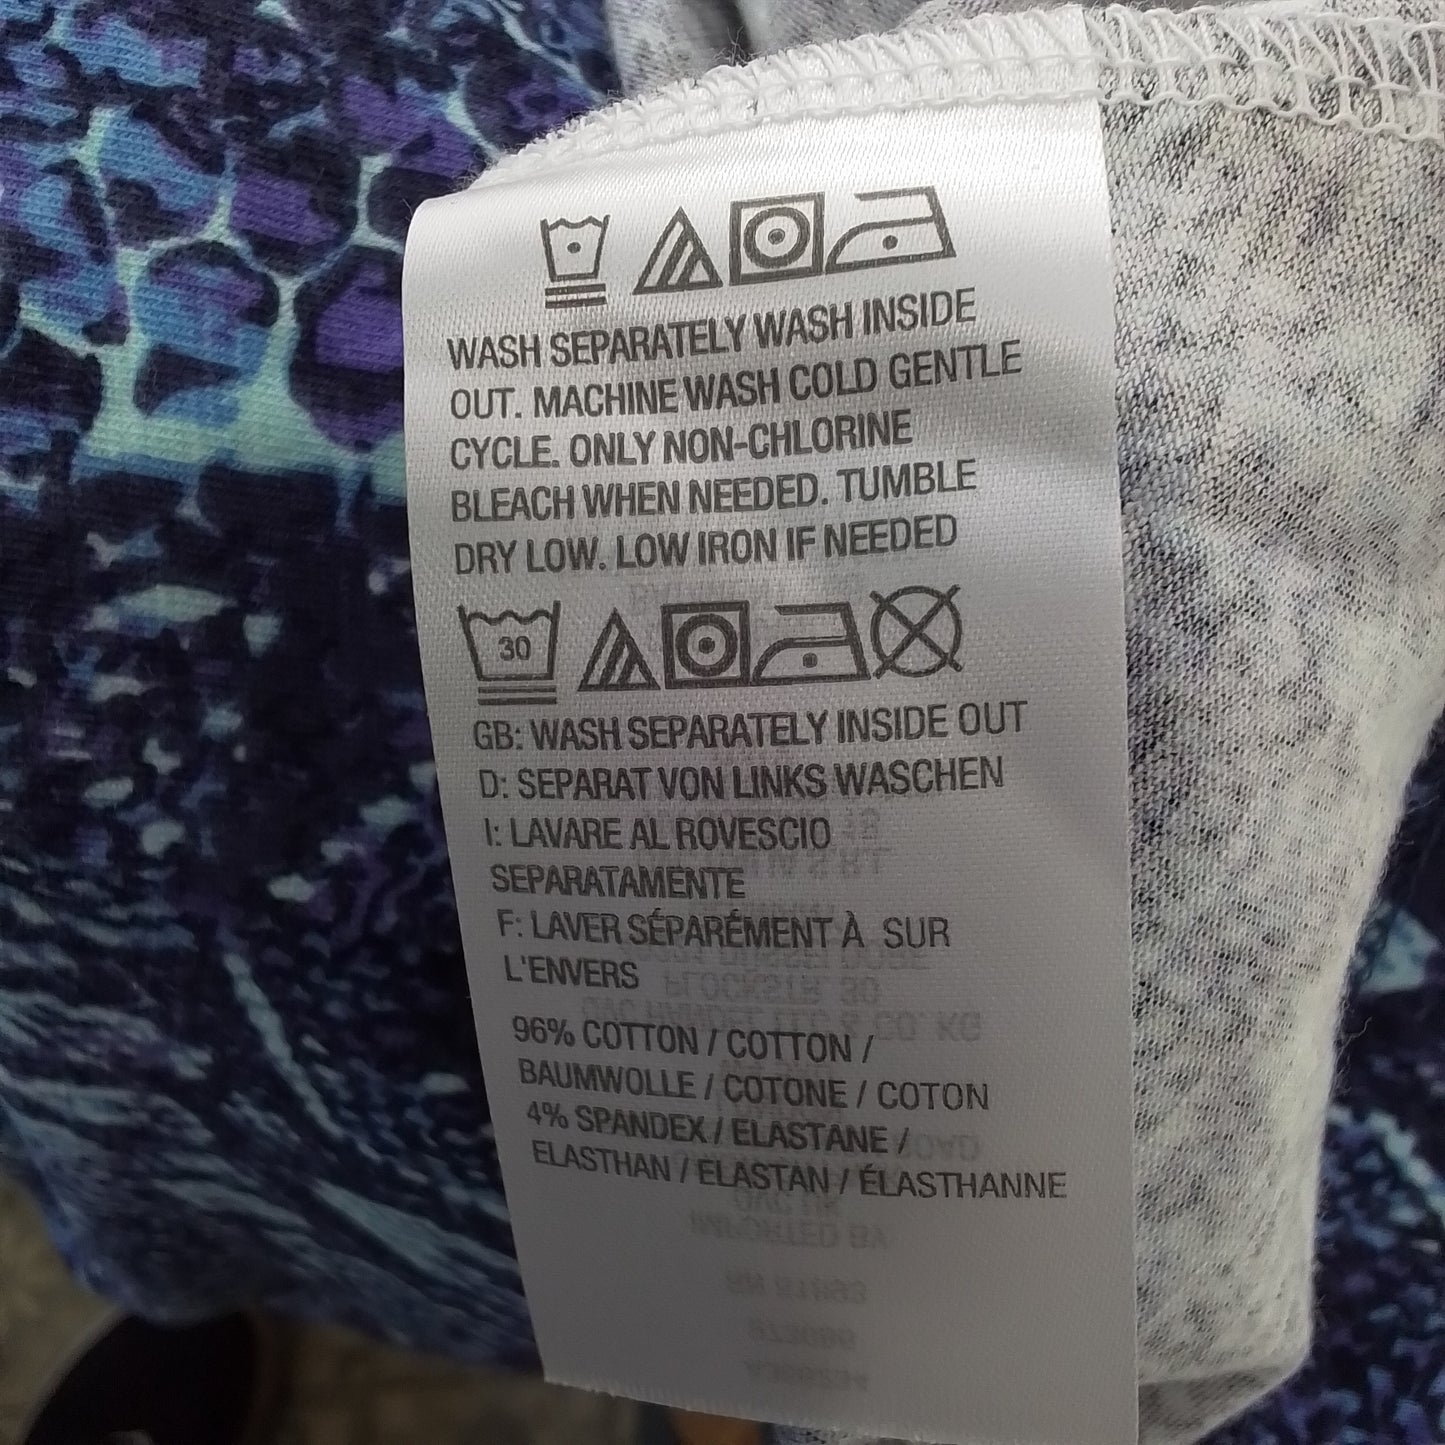 WASH SEPARATELY WASH INSIDE
OUT. MACHINE WASH COLD GENTLE
CYCLE. ONLY NON-CHLORINE
BLEACH WHEN NEEDED. TUMBLE
DRY LOW. LOW IRON IF NEEDED
30
GB: WASH SEPARATELY INSIDE OUT
D: SEPARAT VON LINKS WASCHEN
I: LAVARE AL ROVESCIO
SEPARATAMENTE
F: LAVER SÉPARÉMENT À SUR
L'ENVERS
96% COTTON / COTTON /
BAUMWOLLE / COTONE / COTON
4% SPANDEX / ELASTANE /
ELASTHAN / ELASTAN / ÉLASTHANNE